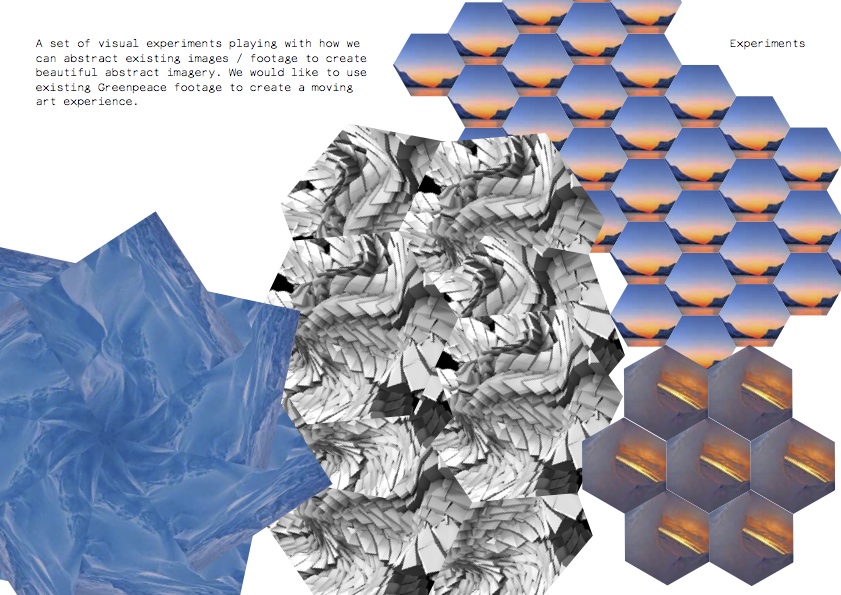 A set of visual experiments playing with how we
can abstract existing images / footage to create
beautiful abstract imagery. We would like to use
existing Greenpeace footage to create a moving
art experience.
Experiments